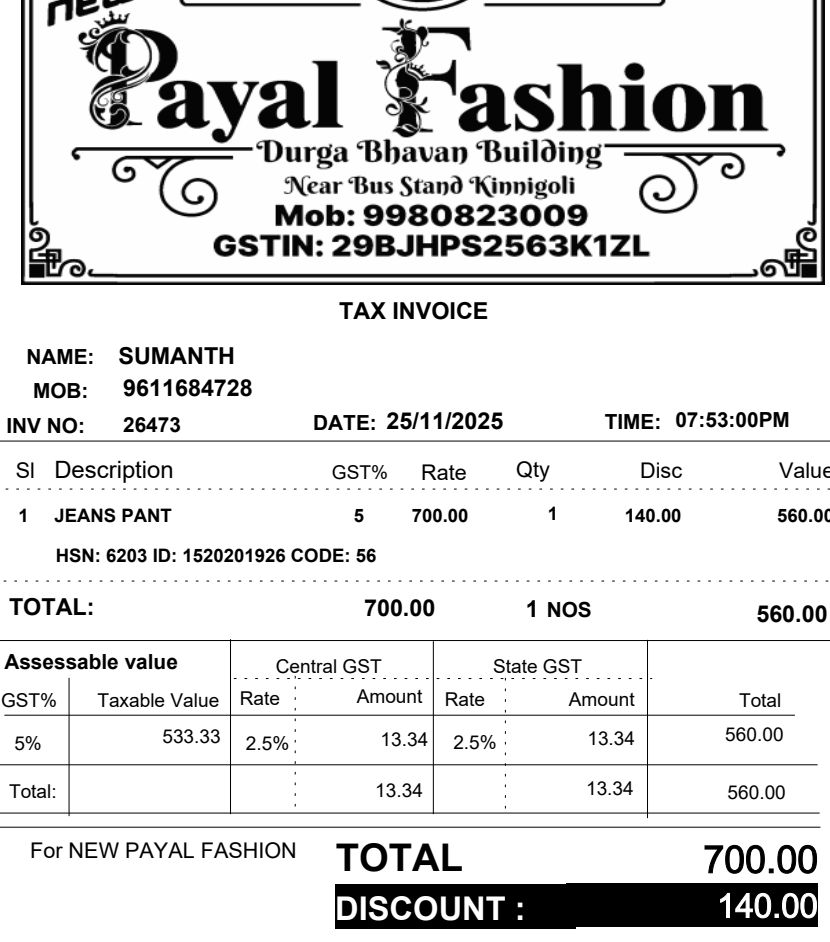 new
Payal Fashion
Durga Bhavan Building
Near Bus Stand Kinnigoli
Mob: 9980823009
GSTIN: 29BJHPS2563K1ZL
TAX INVOICE
NAME: SUMANTH
MOB: 9611684728
INV NO: 26473 DATE: 25/11/2025 TIME: 07:53:00PM
Sl Description GST% Rate Qty Disc Value
1 JEANS PANT 5 700.00 1 140.00 560.00
HSN: 6203 ID: 1520201926 CODE: 56
TOTAL: 700.00 1 NOS 560.00
Assessable value Central GST State GST
GST% Taxable Value Rate Amount Rate Amount Total
5% 533.33 2.5% 13.34 2.5% 13.34 560.00
Total: 13.34 13.34 560.00
For NEW PAYAL FASHION TOTAL 700.00
DISCOUNT : 140.00